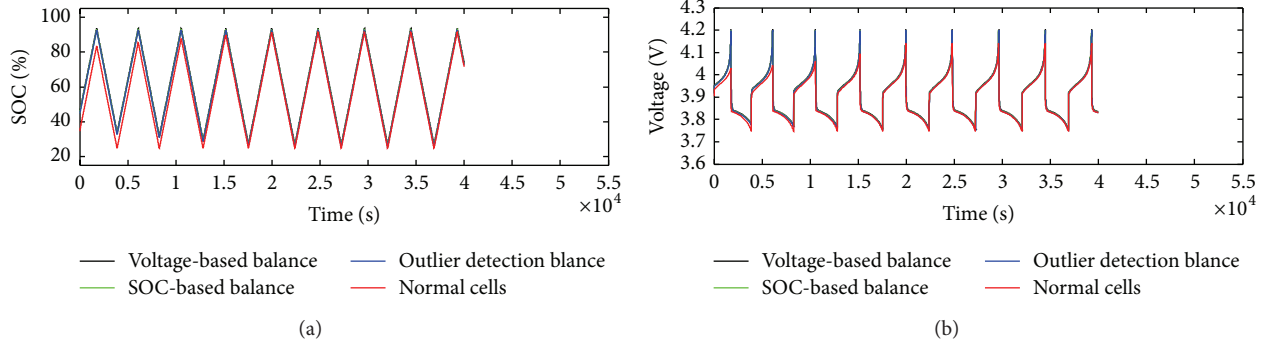 100
80
60
40
20
SOC (%)
0 0.5 1 1.5 2 2.5 3 3.5 4 4.5 5 5.5
×10⁴
Time (s)
Voltage-based balance
SOC-based balance
Outlier detection blance
Normal cells
(a)
4.3
4.2
4.1
4
3.9
3.8
3.7
3.6
Voltage (V)
0 0.5 1 1.5 2 2.5 3 3.5 4 4.5 5 5.5
×10⁴
Time (s)
Voltage-based balance
SOC-based balance
Outlier detection blance
Normal cells
(b)